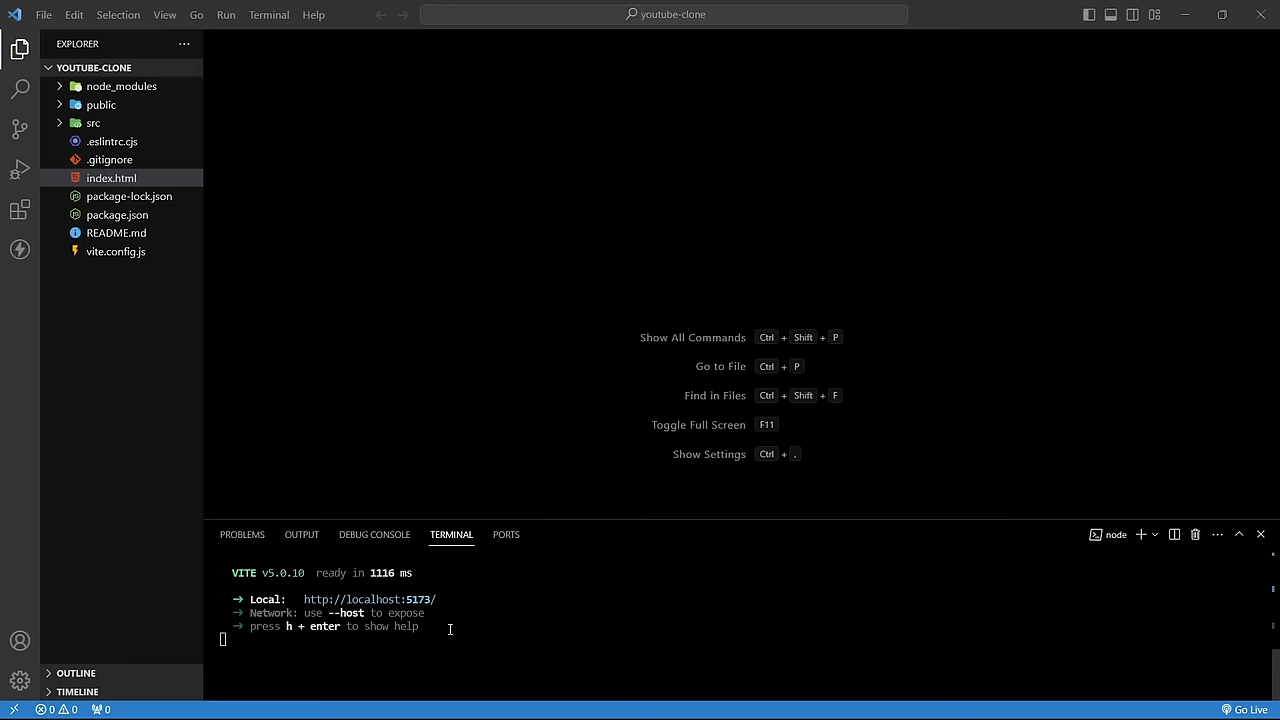 File Edit Selection View Go Run Terminal Help
youtube-clone
EXPLORER
YOUTUBE-CLONE
node_modules
public
src
.eslintrc.cjs
.gitignore
index.html
package-lock.json
package.json
README.md
vite.config.js
OUTLINE
TIMELINE
Show All Commands Ctrl + Shift + P
Go to File Ctrl + P
Find in Files Ctrl + Shift + F
Toggle Full Screen F11
Show Settings Ctrl + ,
PROBLEMS OUTPUT DEBUG CONSOLE TERMINAL PORTS
node
VITE v5.0.10 ready in 1116 ms
➜ Local: http://localhost:5173/
➜ Network: use --host to expose
➜ press h + enter to show help
0 0 0
Go Live